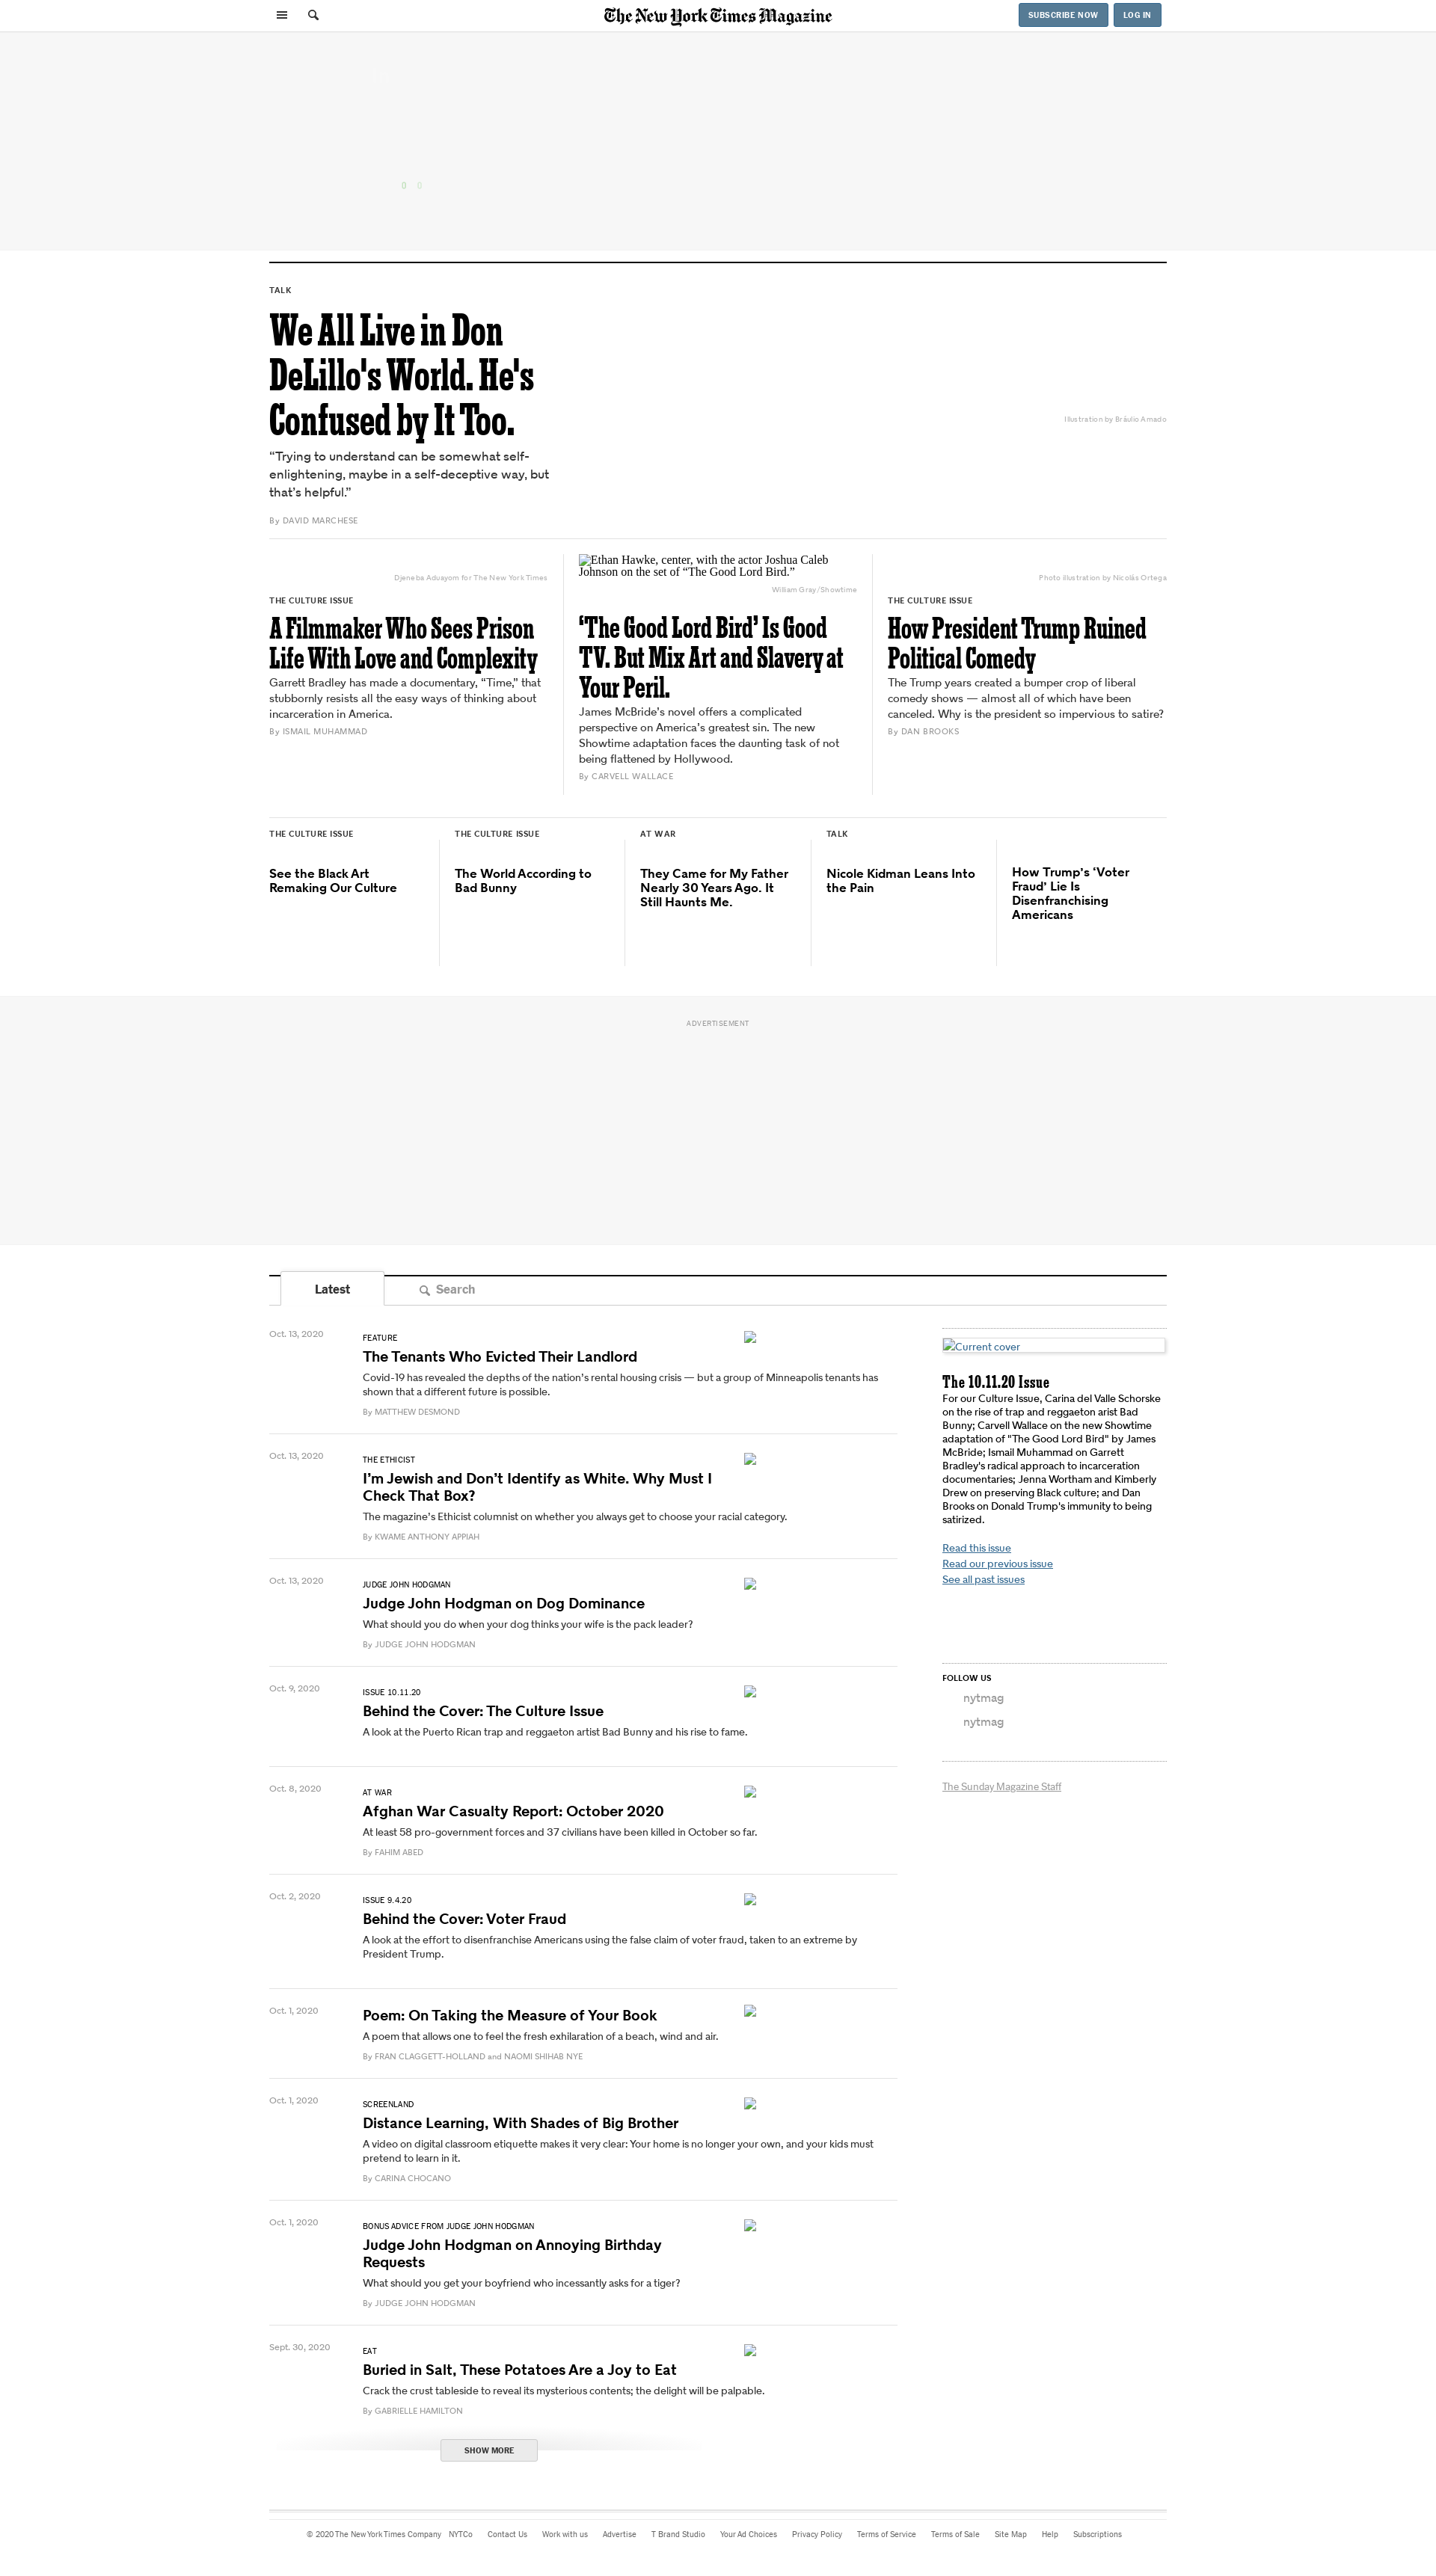 The New York Times Magazine
SUBSCRIBE NOW
LOG IN
0 0
TALK
We All Live in Don
DeLillo's World. He's
Confused by It Too.
“Trying to understand can be somewhat self-
enlightening, maybe in a self-deceptive way, but
that’s helpful.”
By DAVID MARCHESE
Illustration by Bráulio Amado
Djeneba Aduayom for The New York Times
THE CULTURE ISSUE
A Filmmaker Who Sees Prison
Life With Love and Complexity
Garrett Bradley has made a documentary, “Time,” that
stubbornly resists all the easy ways of thinking about
incarceration in America.
By ISMAIL MUHAMMAD
Ethan Hawke, center, with the actor Joshua Caleb
Johnson on the set of “The Good Lord Bird.”
William Gray/Showtime
‘The Good Lord Bird’ Is Good
TV. But Mix Art and Slavery at
Your Peril.
James McBride’s novel offers a complicated
perspective on America’s greatest sin. The new
Showtime adaptation faces the daunting task of not
being flattened by Hollywood.
By CARVELL WALLACE
Photo illustration by Nicolás Ortega
THE CULTURE ISSUE
How President Trump Ruined
Political Comedy
The Trump years created a bumper crop of liberal
comedy shows — almost all of which have been
canceled. Why is the president so impervious to satire?
By DAN BROOKS
THE CULTURE ISSUE
See the Black Art
Remaking Our Culture
THE CULTURE ISSUE
The World According to
Bad Bunny
AT WAR
They Came for My Father
Nearly 30 Years Ago. It
Still Haunts Me.
TALK
Nicole Kidman Leans Into
the Pain
How Trump’s ‘Voter
Fraud’ Lie Is
Disenfranchising
Americans
ADVERTISEMENT
Latest
Search
Oct. 13, 2020
FEATURE
The Tenants Who Evicted Their Landlord
Covid-19 has revealed the depths of the nation’s rental housing crisis — but a group of Minneapolis tenants has
shown that a different future is possible.
By MATTHEW DESMOND
Oct. 13, 2020
THE ETHICIST
I’m Jewish and Don’t Identify as White. Why Must I
Check That Box?
The magazine’s Ethicist columnist on whether you always get to choose your racial category.
By KWAME ANTHONY APPIAH
Oct. 13, 2020
JUDGE JOHN HODGMAN
Judge John Hodgman on Dog Dominance
What should you do when your dog thinks your wife is the pack leader?
By JUDGE JOHN HODGMAN
Oct. 9, 2020
ISSUE 10.11.20
Behind the Cover: The Culture Issue
A look at the Puerto Rican trap and reggaeton artist Bad Bunny and his rise to fame.
Oct. 8, 2020
AT WAR
Afghan War Casualty Report: October 2020
At least 58 pro-government forces and 37 civilians have been killed in October so far.
By FAHIM ABED
Oct. 2, 2020
ISSUE 9.4.20
Behind the Cover: Voter Fraud
A look at the effort to disenfranchise Americans using the false claim of voter fraud, taken to an extreme by
President Trump.
Oct. 1, 2020
Poem: On Taking the Measure of Your Book
A poem that allows one to feel the fresh exhilaration of a beach, wind and air.
By FRAN CLAGGETT-HOLLAND and NAOMI SHIHAB NYE
Oct. 1, 2020
SCREENLAND
Distance Learning, With Shades of Big Brother
A video on digital classroom etiquette makes it very clear: Your home is no longer your own, and your kids must
pretend to learn in it.
By CARINA CHOCANO
Oct. 1, 2020
BONUS ADVICE FROM JUDGE JOHN HODGMAN
Judge John Hodgman on Annoying Birthday
Requests
What should you get your boyfriend who incessantly asks for a tiger?
By JUDGE JOHN HODGMAN
Sept. 30, 2020
EAT
Buried in Salt, These Potatoes Are a Joy to Eat
Crack the crust tableside to reveal its mysterious contents; the delight will be palpable.
By GABRIELLE HAMILTON
SHOW MORE
Current cover
The 10.11.20 Issue
For our Culture Issue, Carina del Valle Schorske
on the rise of trap and reggaeton arist Bad
Bunny; Carvell Wallace on the new Showtime
adaptation of "The Good Lord Bird" by James
McBride; Ismail Muhammad on Garrett
Bradley's radical approach to incarceration
documentaries; Jenna Wortham and Kimberly
Drew on preserving Black culture; and Dan
Brooks on Donald Trump's immunity to being
satirized.
Read this issue
Read our previous issue
See all past issues
FOLLOW US
nytmag
nytmag
The Sunday Magazine Staff
© 2020 The New York Times Company NYTCo Contact Us Work with us Advertise T Brand Studio Your Ad Choices Privacy Policy Terms of Service Terms of Sale Site Map Help Subscriptions